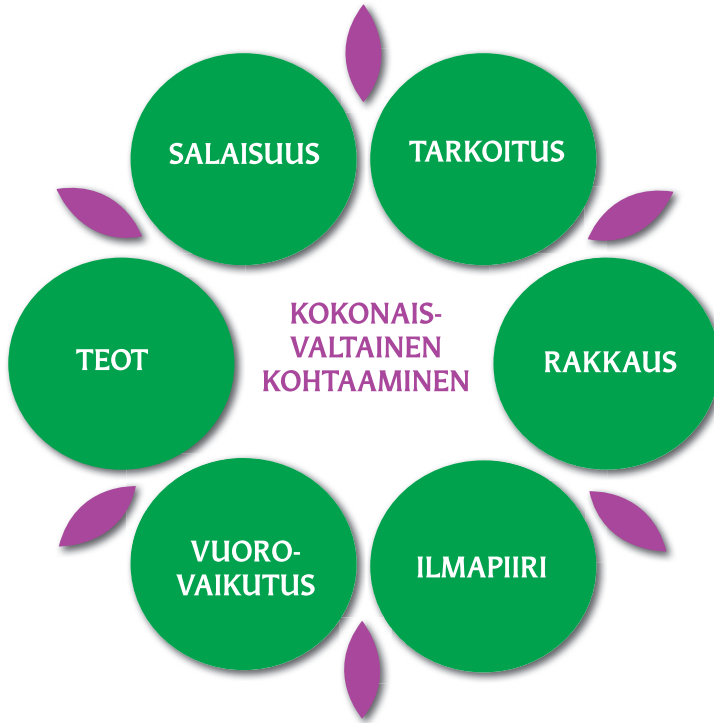 SALAISUUS
TARKOITUS
KOKONAIS-
VALTAINEN
KOHTAAMINEN
TEOT
RAKKAUS
VUORO-
VAIKUTUS
ILMAPIIRI